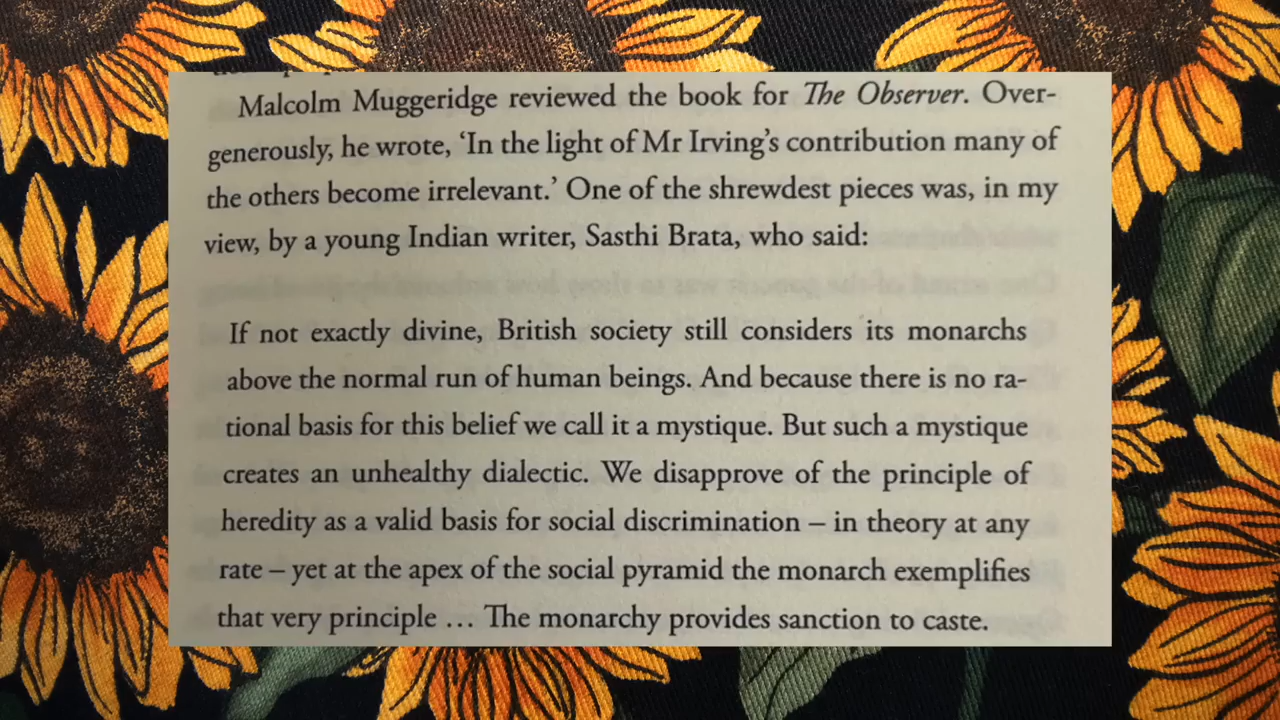 Malcolm Muggeridge reviewed the book for The Observer. Over-
generously, he wrote, ‘In the light of Mr Irving’s contribution many of
the others become irrelevant.’ One of the shrewdest pieces was, in my
view, by a young Indian writer, Sasthi Brata, who said:
If not exactly divine, British society still considers its monarchs
above the normal run of human beings. And because there is no ra-
tional basis for this belief we call it a mystique. But such a mystique
creates an unhealthy dialectic. We disapprove of the principle of
heredity as a valid basis for social discrimination – in theory at any
rate – yet at the apex of the social pyramid the monarch exemplifies
that very principle … The monarchy provides sanction to caste.